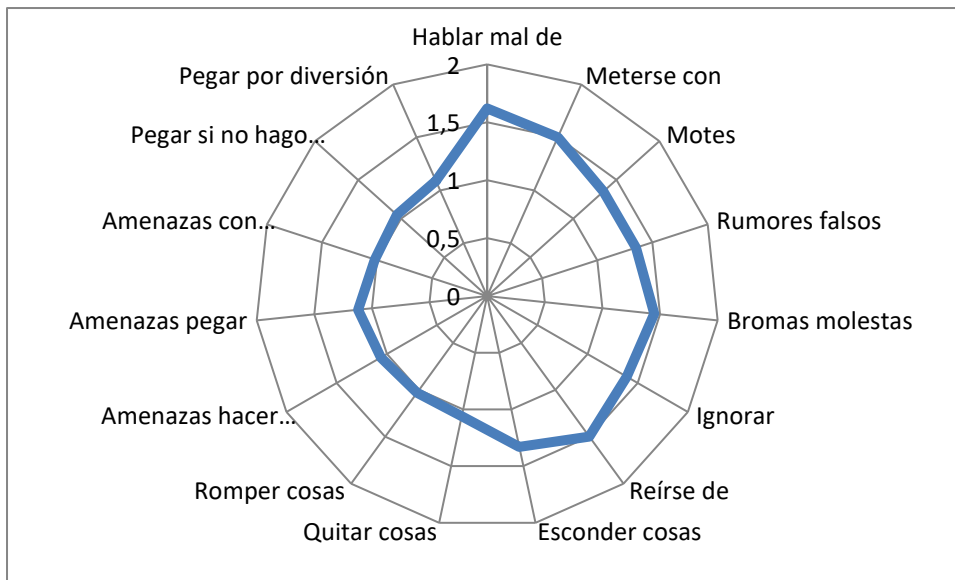 Hablar mal de
Meterse con
Motes
Rumores falsos
Bromas molestas
Ignorar
Reírse de
Esconder cosas
Quitar cosas
Romper cosas
Amenazas hacer...
Amenazas pegar
Amenazas con...
Pegar si no hago...
Pegar por diversión
2
1,5
1
0,5
0